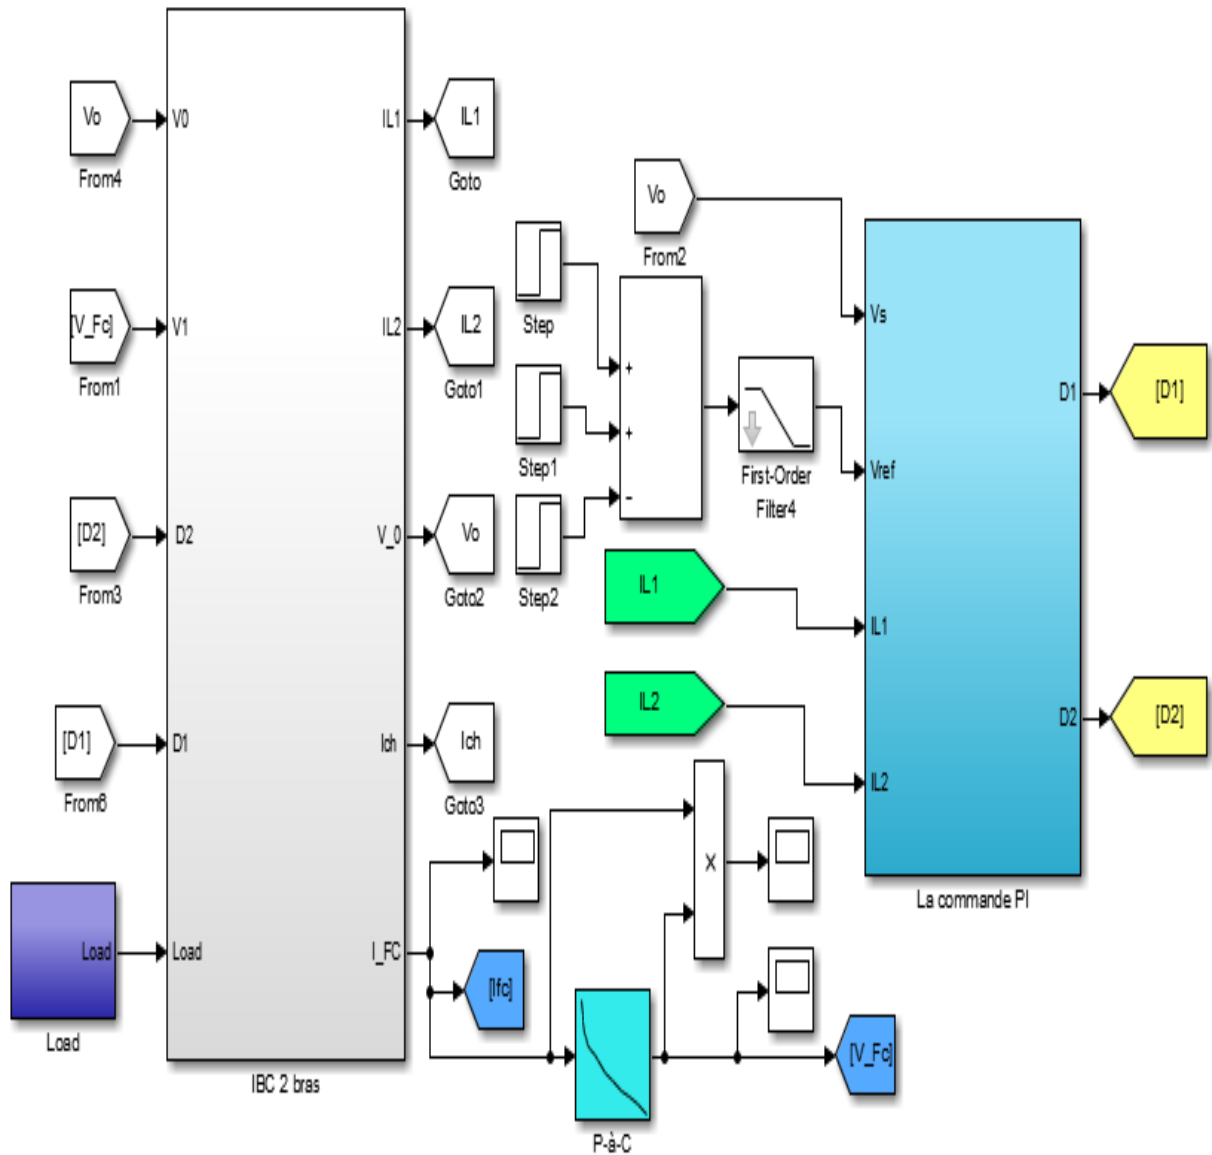 Vo
From4
V0
IL1
IL1
Goto
[V_Fc]
From1
V1
IL2
IL2
Goto1
[D2]
From3
D2
V_0
Vo
Goto2
[D1]
From6
D1
Ich
Ich
Goto3
Load
Load
Load
I_FC
[Ifc]
IBC 2 bras
Vo
From2
Step
Step1
Step2
+
+
-
First-Order
Filter4
IL1
IL2
Vs
Vref
IL1
IL2
D1
D2
La commande PI
[D1]
[D2]
X
P-à-C
[V_Fc]